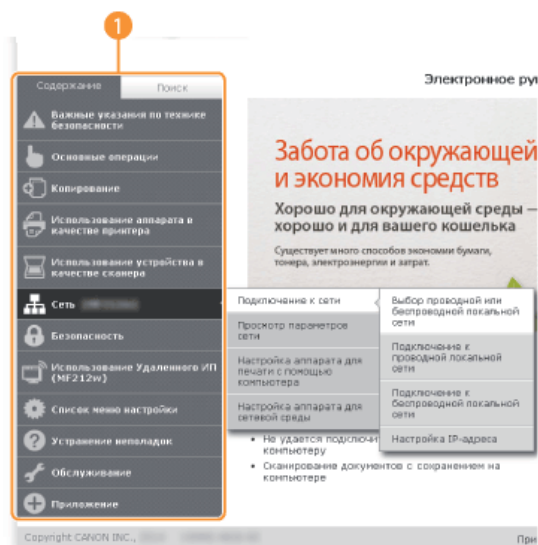 1
Содержание
Поиск
Электронное
Важные указания по технике
безопасности
Основные операции
Копирование
Использование аппарата в
качестве принтера
Использование устройства в
качестве сканера
Сеть
Безопасность
Использование Удаленного ИП
(MF212w)
Список меню настройки
Устранение неполадок
Обслуживание
Приложение
Забота об окружающей
и экономия средств
Хорошо для окружающей среды —
хорошо и для вашего кошелька
Существует много способов экономии бумаги,
тонера, электроэнергии и затрат.
Подключение к сети
Просмотр параметров
сети
Настройка аппарата для
печати с помощью
компьютера
Настройка аппарата для
сетевой среды
Выбор проводной или
беспроводной локальной
сети
Подключение к
проводной локальной
сети
Подключение к
беспроводной локальной
сети
Настройка IP-адреса
• Не удается
компьютеру
• Сканирование документов с сохранением на
компьютере
Copyright CANON INC.,